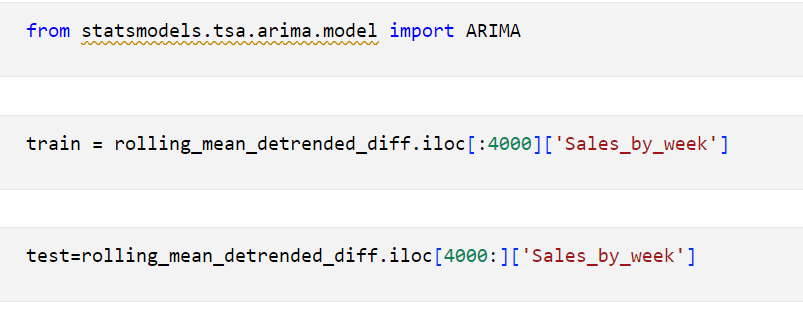 from statsmodels.tsa.arima.model import ARIMA
train = rolling_mean_detrended_diff.iloc[:4000]['Sales_by_week']
test=rolling_mean_detrended_diff.iloc[4000:]['Sales_by_week']